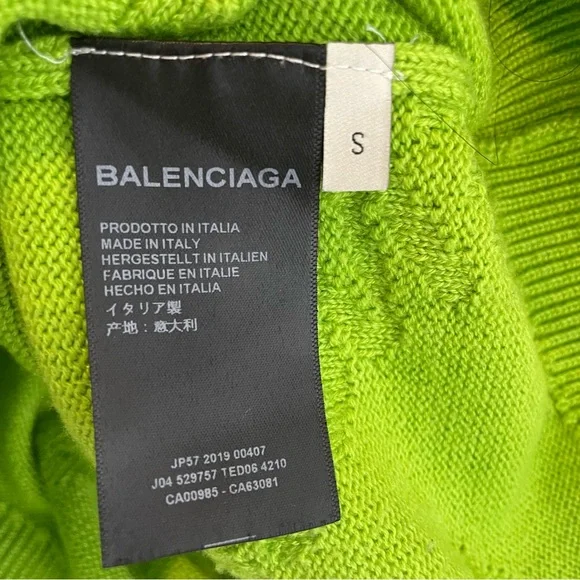 S
BALENCIAGA
PRODOTTO IN ITALIA
MADE IN ITALY
HERGESTELLT IN ITALIEN
FABRIQUE EN ITALIE
HECHO EN ITALIA
イタリア製
产地：意大利
JP57 2019 00407
J04 529757 TED06 4210
CA00985 - CA63081